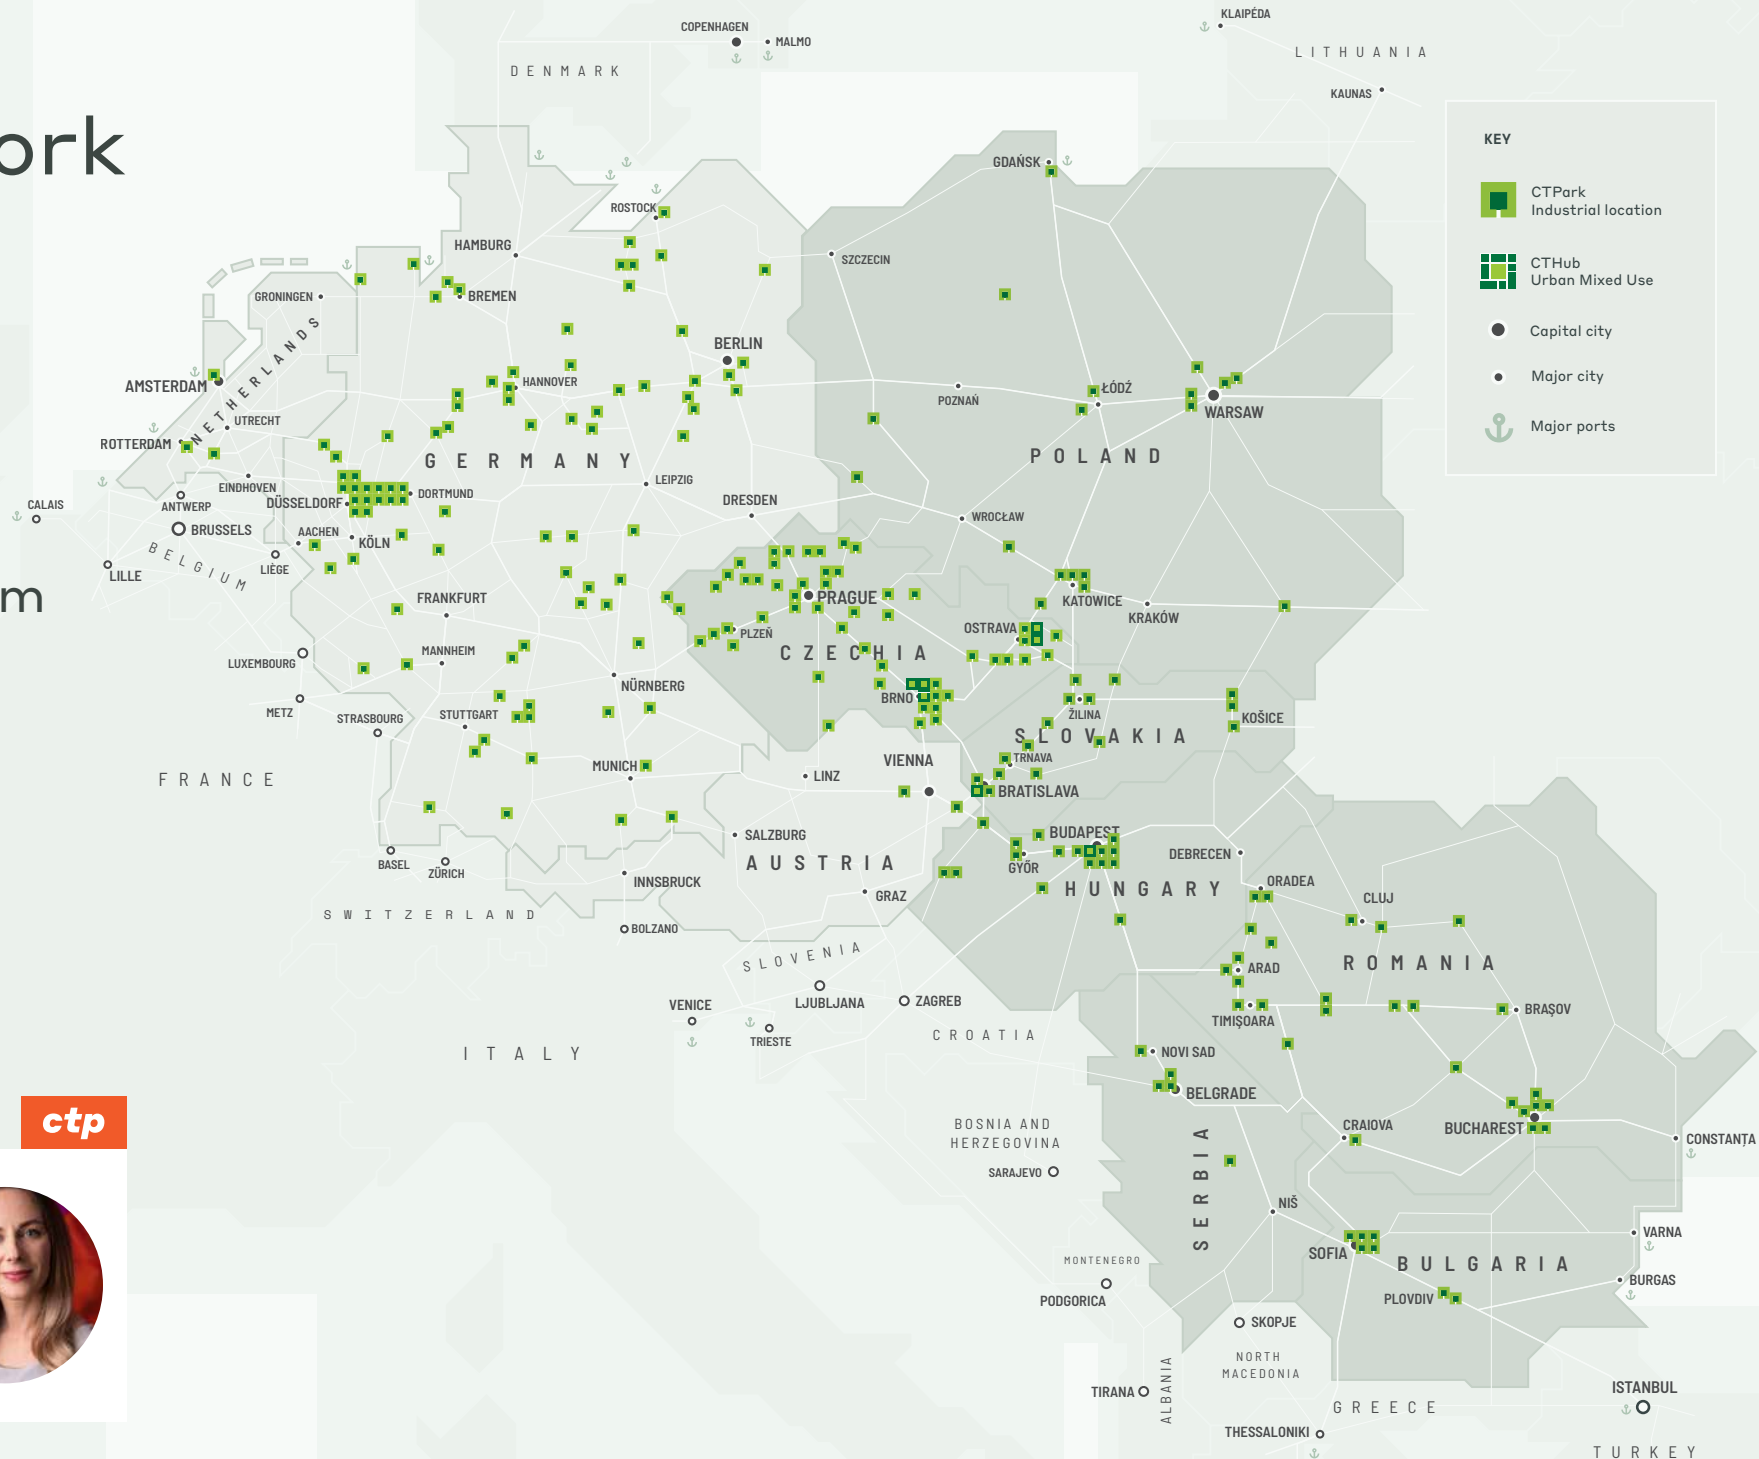 ork
m
ctp
KEY
CTPark
Industrial location
CTHub
Urban Mixed Use
Capital city
Major city
Major ports
COPENHAGEN
MALMO
KLAIPĖDA
LITHUANIA
DENMARK
KAUNAS
GDAŃSK
ROSTOCK
HAMBURG
SZCZECIN
GRONINGEN
BREMEN
NETHERLANDS
BERLIN
AMSTERDAM
HANNOVER
POZNAŃ
ŁÓDŹ
WARSAW
UTRECHT
ROTTERDAM
GERMANY
POLAND
EINDHOVEN
LEIPZIG
DORTMUND
DÜSSELDORF
DRESDEN
CALAIS
ANTWERP
WROCŁAW
BRUSSELS
AACHEN
KÖLN
BELGIUM
LIÈGE
LILLE
FRANKFURT
PRAGUE
KATOWICE
KRAKÓW
OSTRAVA
PLZEŇ
CZECHIA
MANNHEIM
LUXEMBOURG
NÜRNBERG
BRNO
METZ
STRASBOURG
STUTTGART
ŽILINA
KOŠICE
SLOVAKIA
TRNAVA
VIENNA
MUNICH
LINZ
FRANCE
BRATISLAVA
SALZBURG
BUDAPEST
DEBRECEN
BASEL
ZÜRICH
AUSTRIA
GYŐR
INNSBRUCK
HUNGARY
ORADEA
GRAZ
CLUJ
SWITZERLAND
BOLZANO
SLOVENIA
ARAD
ROMANIA
LJUBLJANA
ZAGREB
VENICE
TIMIŞOARA
BRAŞOV
TRIESTE
CROATIA
ITALY
NOVI SAD
BELGRADE
BOSNIA AND
HERZEGOVINA
CRAIOVA
BUCHAREST
CONSTANȚA
SARAJEVO
SERBIA
NIŠ
VARNA
SOFIA
BULGARIA
MONTENEGRO
BURGAS
PODGORICA
PLOVDIV
SKOPJE
NORTH
MACEDONIA
TIRANA
ALBANIA
ISTANBUL
GREECE
THESSALONIKI
TURKEY